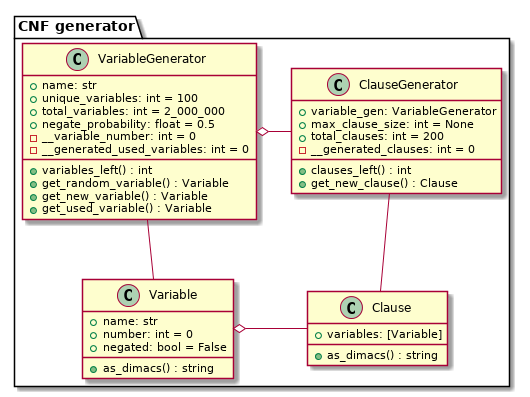 CNF generator
C VariableGenerator
name: str
unique_variables: int = 100
total_variables: int = 2_000_000
negate_probability: float = 0.5
__variable_number: int = 0
__generated_used_variables: int = 0
variables_left() : int
get_random_variable() : Variable
get_new_variable() : Variable
get_used_variable() : Variable
C ClauseGenerator
variable_gen: VariableGenerator
max_clause_size: int = None
total_clauses: int = 200
__generated_clauses: int = 0
clauses_left() : int
get_new_clause() : Clause
C Variable
name: str
number: int = 0
negated: bool = False
as_dimacs() : string
C Clause
variables: [Variable]
as_dimacs() : string